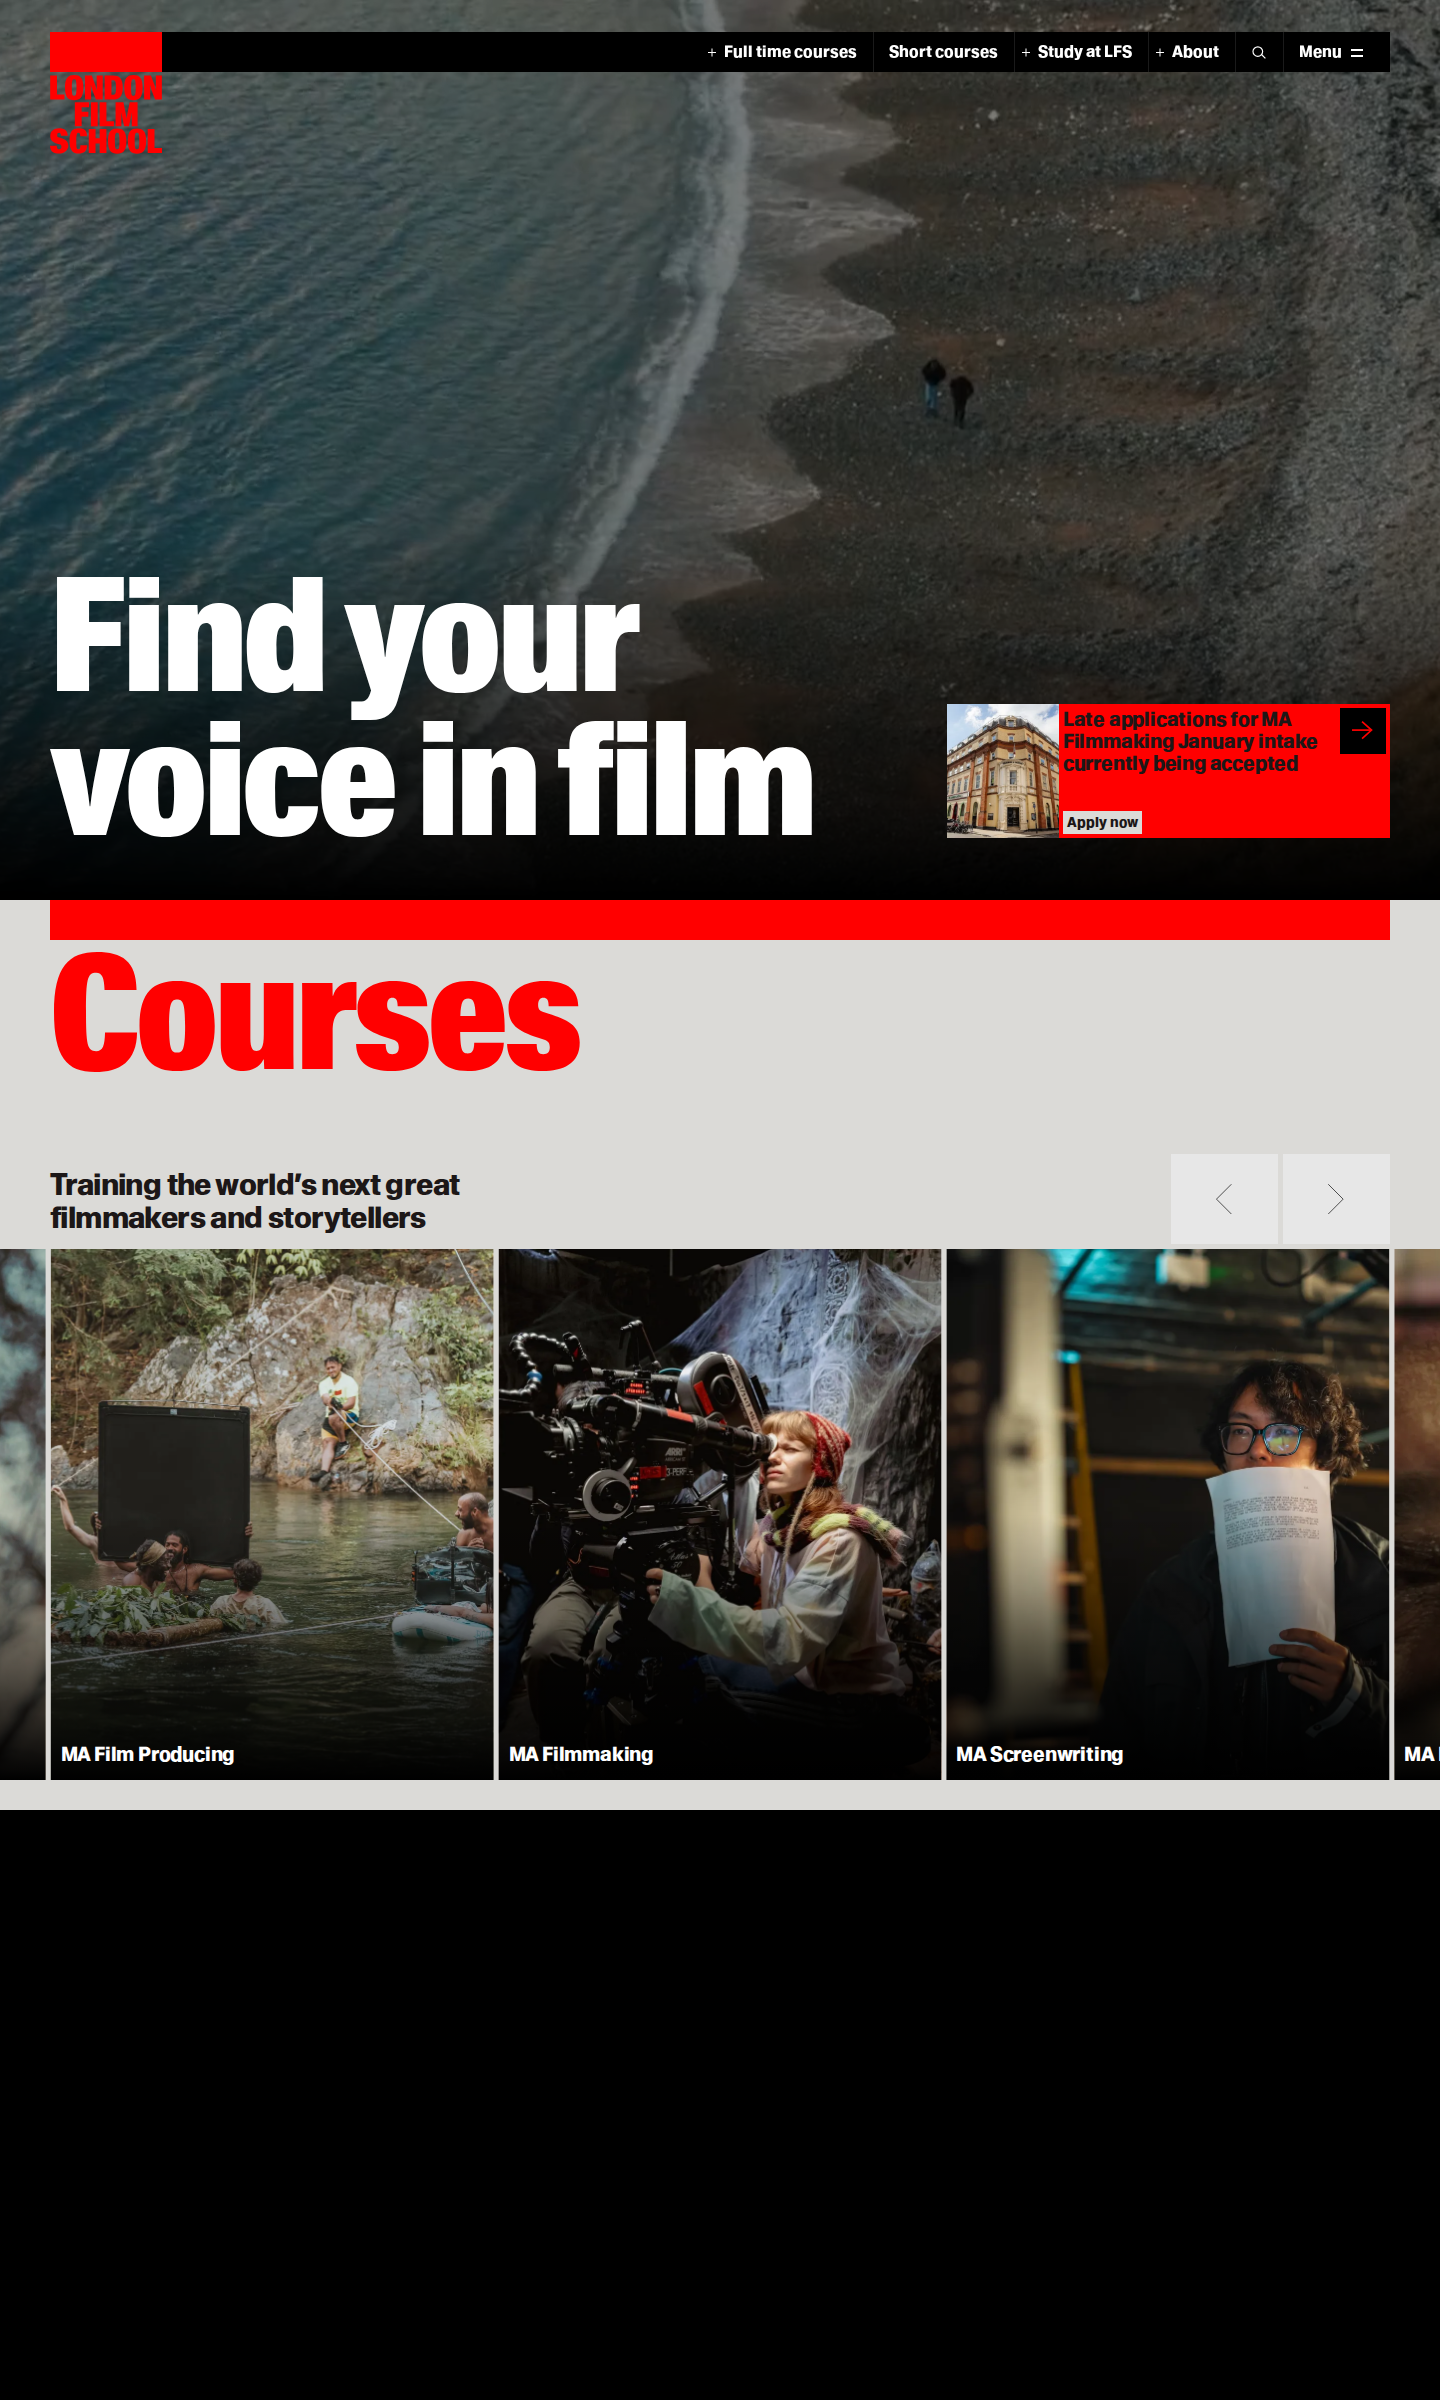 LONDON
FILM
SCHOOL
Full time courses
Short courses
Study at LFS
About
Menu
Find your
voice in film
Late applications for MA
Filmmaking January intake
currently being accepted
Apply now
Courses
Training the world's next great
filmmakers and storytellers
MA Film Producing
MA Filmmaking
MA Screenwriting
MA